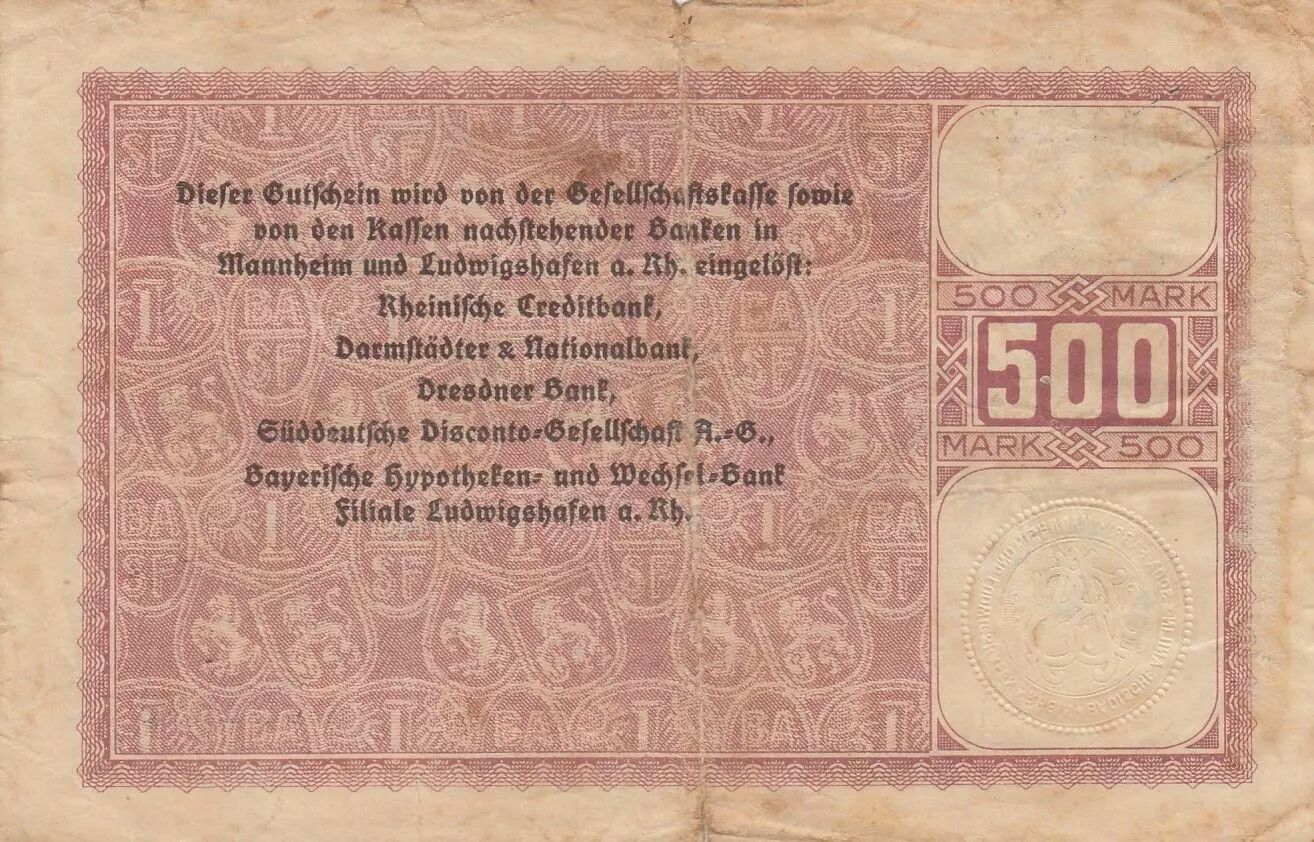 Dieser Gutschein wird von der Gesellschaftskasse sowie
von den Kassen nachstehender Banken in
Mannheim und Ludwigshafen a. Rh. eingelöst:
Rheinische Creditbank,
Darmstädter & Nationalbank,
Dresdner Bank,
Süddeutsche Disconto-Gesellschaft A.-G.,
Bayerische Hypotheken- und Wechsel-Bank
Filiale Ludwigshafen a. Rh.
500 MARK
500
MARK 500